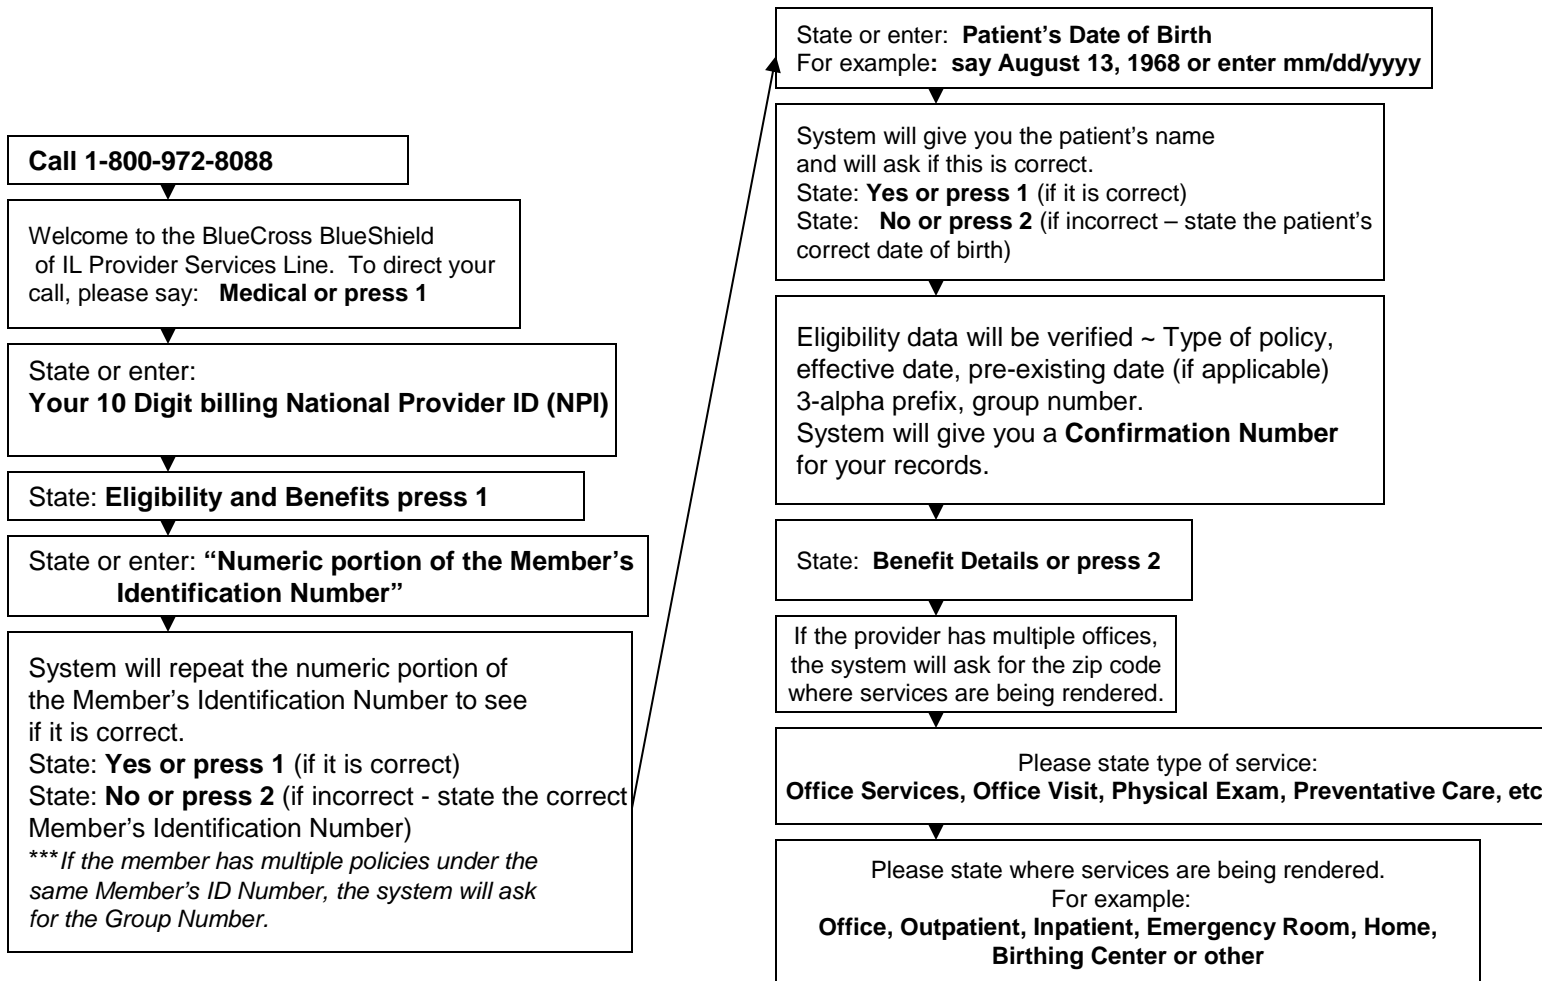 Call 1-800-972-8088
Welcome to the BlueCross BlueShield
of IL Provider Services Line. To direct your
call, please say: Medical or press 1
State or enter:
Your 10 Digit billing National Provider ID (NPI)
State: Eligibility and Benefits press 1
State or enter: “Numeric portion of the Member’s
Identification Number”
System will repeat the numeric portion of
the Member’s Identification Number to see
if it is correct.
State: Yes or press 1 (if it is correct)
State: No or press 2 (if incorrect - state the correct
Member’s Identification Number)
***If the member has multiple policies under the
same Member’s ID Number, the system will ask
for the Group Number.
State or enter: Patient’s Date of Birth
For example: say August 13, 1968 or enter mm/dd/yyyy
System will give you the patient’s name
and will ask if this is correct.
State: Yes or press 1 (if it is correct)
State: No or press 2 (if incorrect – state the patient’s
correct date of birth)
Eligibility data will be verified ~ Type of policy,
effective date, pre-existing date (if applicable)
3-alpha prefix, group number.
System will give you a Confirmation Number
for your records.
State: Benefit Details or press 2
If the provider has multiple offices,
the system will ask for the zip code
where services are being rendered.
Please state type of service:
Office Services, Office Visit, Physical Exam, Preventative Care, etc
Please state where services are being rendered.
For example:
Office, Outpatient, Inpatient, Emergency Room, Home,
Birthing Center or other